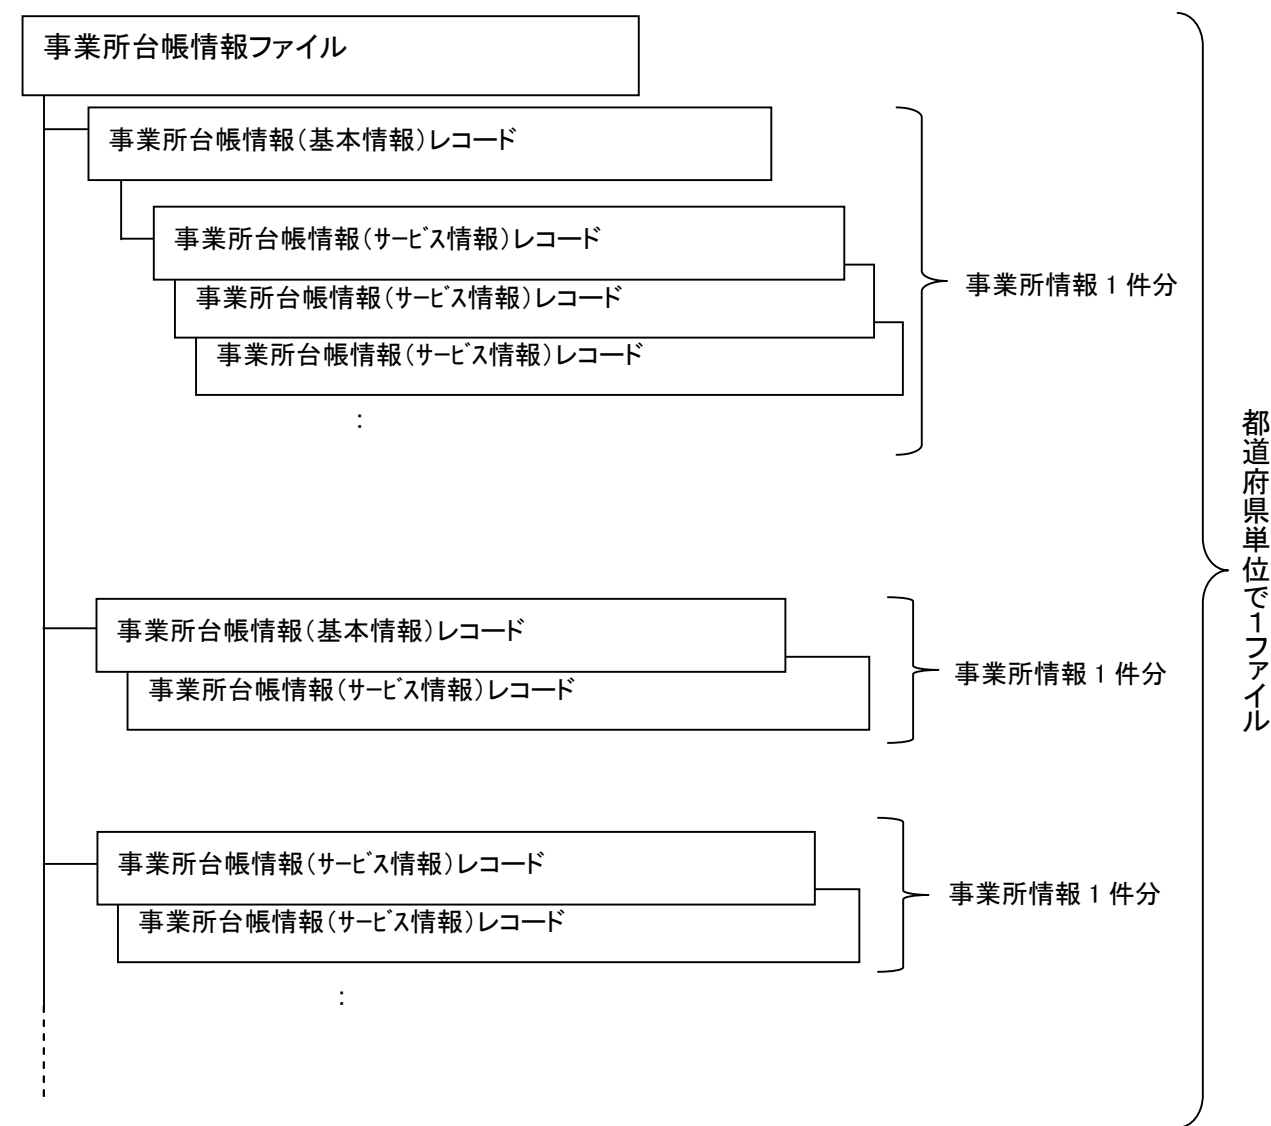 事業所台帳情報ファイル
事業所台帳情報（基本情報）レコード
事業所台帳情報（ｻｰﾋﾞｽ情報）レコード
事業所台帳情報（ｻｰﾋﾞｽ情報）レコード
事業所台帳情報（ｻｰﾋﾞｽ情報）レコード
：
事業所情報 1 件分
都道府県単位で1ファイル
事業所台帳情報（基本情報）レコード
事業所台帳情報（ｻｰﾋﾞｽ情報）レコード
事業所情報 1 件分
事業所台帳情報（ｻｰﾋﾞｽ情報）レコード
事業所台帳情報（ｻｰﾋﾞｽ情報）レコード
：
事業所情報 1 件分